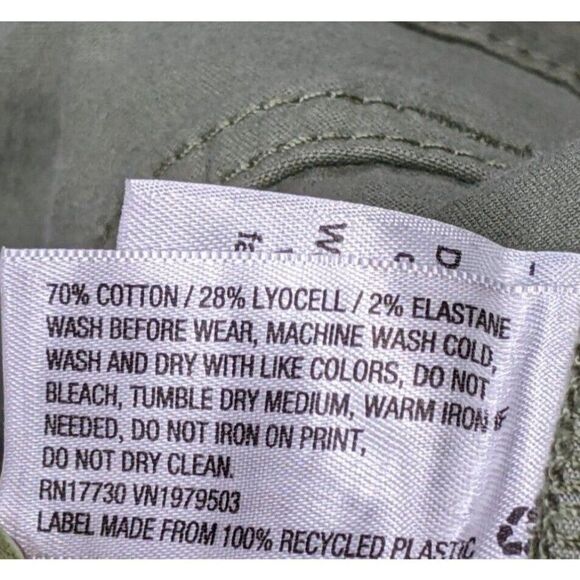 70% COTTON / 28% LYOCELL / 2% ELASTANE
WASH BEFORE WEAR, MACHINE WASH COLD,
WASH AND DRY WITH LIKE COLORS, DO NOT
BLEACH, TUMBLE DRY MEDIUM, WARM IRON IF
NEEDED, DO NOT IRON ON PRINT,
DO NOT DRY CLEAN.
RN17730 VN1979503
LABEL MADE FROM 100% RECYCLED PLASTIC